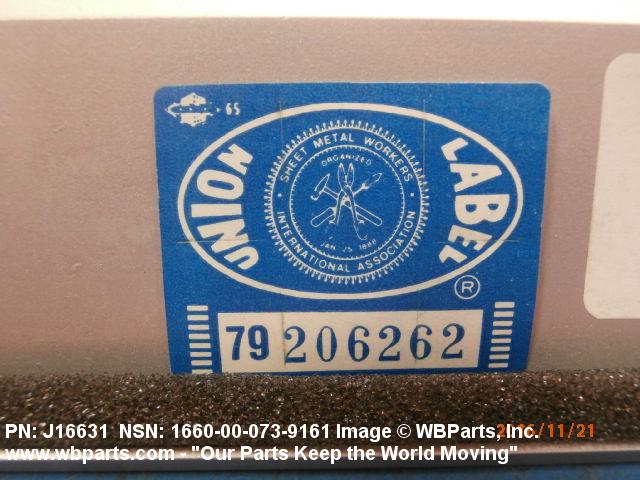 65
UNION LABEL
SHEET METAL WORKERS
ORGANIZED
JAN. 25 1888
INTERNATIONAL ASSOCIATION
®
79 206262
PN: J16631 NSN: 1660-00-073-9161 Image © WBParts, Inc.
www.wbparts.com - "Our Parts Keep the World Moving"